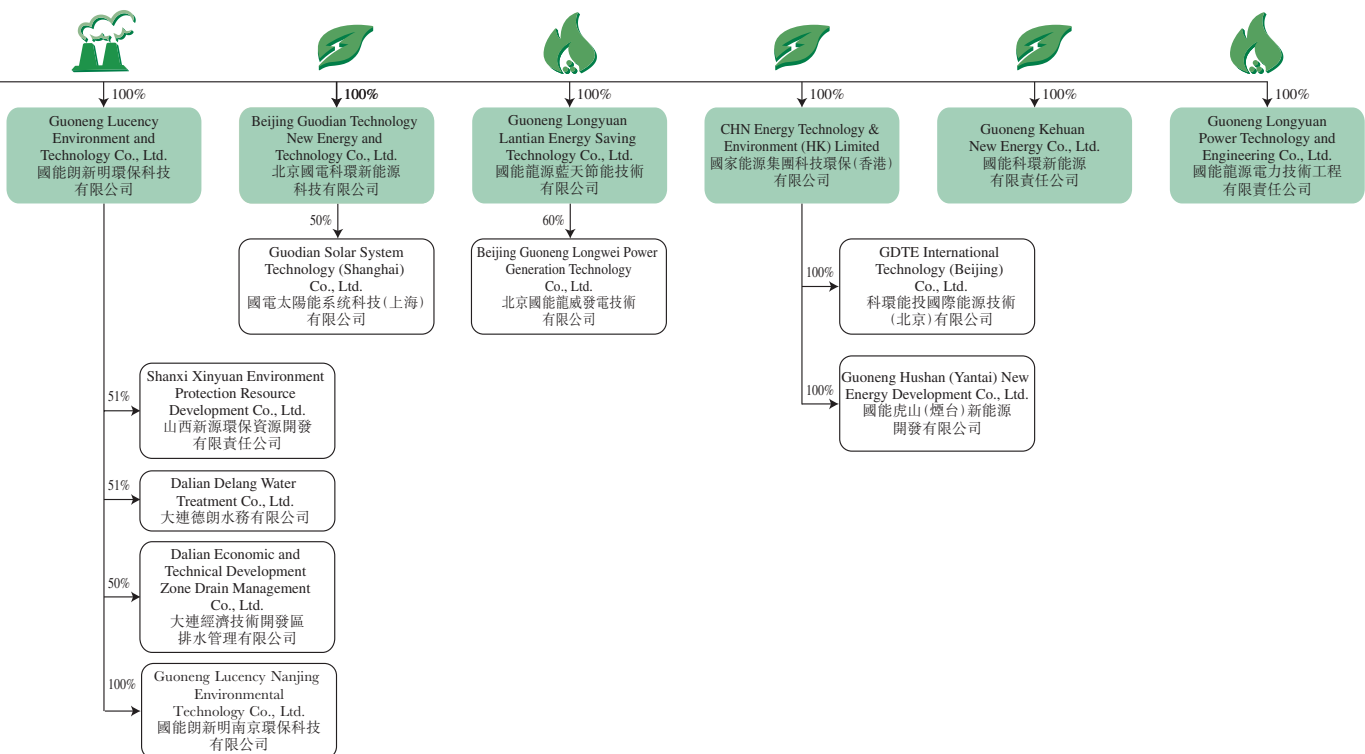 100%
Guoneng Lucency
Environment and
Technology Co., Ltd.
國能朗新明環保科技
有限公司
100%
Beijing Guodian Technology
New Energy and
Technology Co., Ltd.
北京國電科環新能源
科技有限公司
100%
Guoneng Longyuan
Lantian Energy Saving
Technology Co., Ltd.
國能龍源藍天節能技術
有限公司
100%
CHN Energy Technology &
Environment (HK) Limited
國家能源集團科技環保(香港)
有限公司
100%
Guoneng Kehuan
New Energy Co., Ltd.
國能科環新能源
有限責任公司
100%
Guoneng Longyuan
Power Technology and
Engineering Co., Ltd.
國能龍源電力技術工程
有限責任公司
50%
Guodian Solar System
Technology (Shanghai)
Co., Ltd.
國電太陽能系統科技(上海)
有限公司
60%
Beijing Guoneng Longwei Power
Generation Technology
Co., Ltd.
北京國能龍威發電技術
有限公司
100%
GDTE International
Technology (Beijing)
Co., Ltd.
科環能投國際能源技術
(北京)有限公司
100%
Guoneng Hushan (Yantai) New
Energy Development Co., Ltd.
國能虎山(煙台)新能源
開發有限公司
51%
Shanxi Xinyuan Environment
Protection Resource
Development Co., Ltd.
山西新源環保資源開發
有限責任公司
51%
Dalian Delang Water
Treatment Co., Ltd.
大連德朗水務有限公司
50%
Dalian Economic and
Technical Development
Zone Drain Management
Co., Ltd.
大連經濟技術開發區
排水管理有限公司
100%
Guoneng Lucency Nanjing
Environmental
Technology Co., Ltd.
國能朗新明南京環保科技
有限公司